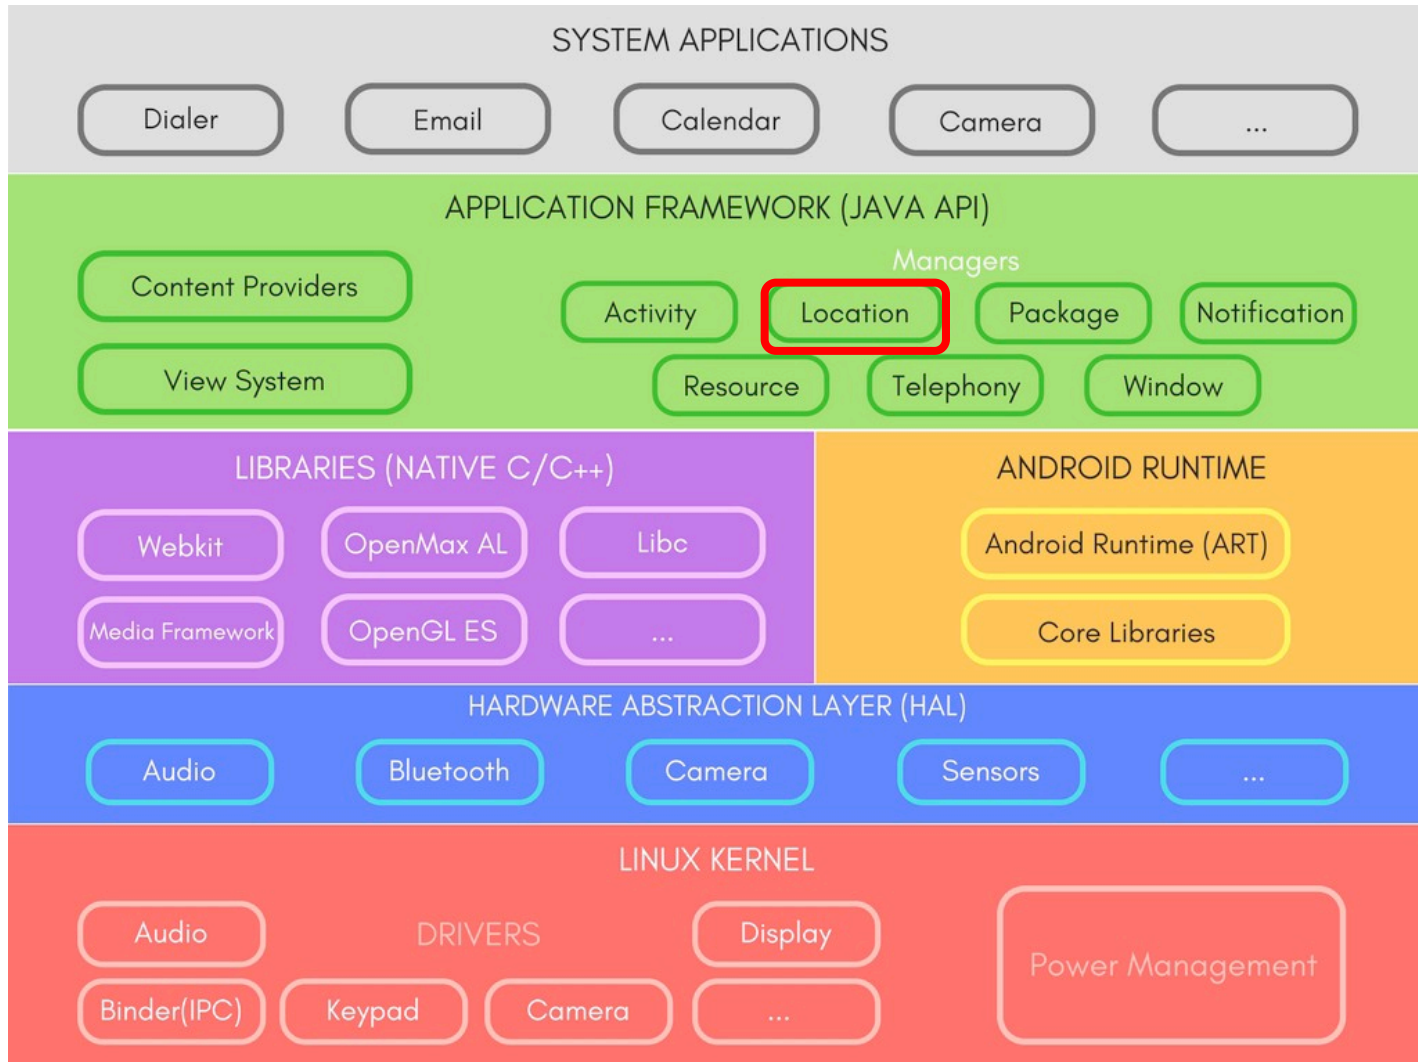 SYSTEM APPLICATIONS
Dialer
Email
Calendar
Camera
...
APPLICATION FRAMEWORK (JAVA API)
Managers
Content Providers
Activity
Location
Package
Notification
View System
Resource
Telephony
Window
LIBRARIES (NATIVE C/C++)
Webkit
OpenMax AL
Libc
Media Framework
OpenGL ES
...
ANDROID RUNTIME
Android Runtime (ART)
Core Libraries
HARDWARE ABSTRACTION LAYER (HAL)
Audio
Bluetooth
Camera
Sensors
...
LINUX KERNEL
Audio
DRIVERS
Display
Binder(IPC)
Keypad
Camera
...
Power Management